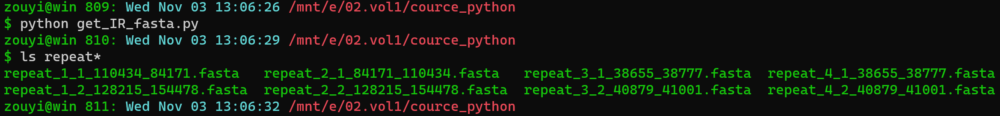 zouyi@win 809: Wed Nov 03 13:06:26 /mnt/e/02.vol1/cource_python
$ python get_IR_fasta.py
zouyi@win 810: Wed Nov 03 13:06:29 /mnt/e/02.vol1/cource_python
$ ls repeat*
repeat_1_1_110434_84171.fasta   repeat_2_1_84171_110434.fasta   repeat_3_1_38655_38777.fasta  repeat_4_1_38655_38777.fasta
repeat_1_2_128215_154478.fasta  repeat_2_2_128215_154478.fasta  repeat_3_2_40879_41001.fasta  repeat_4_2_40879_41001.fasta
zouyi@win 811: Wed Nov 03 13:06:32 /mnt/e/02.vol1/cource_python